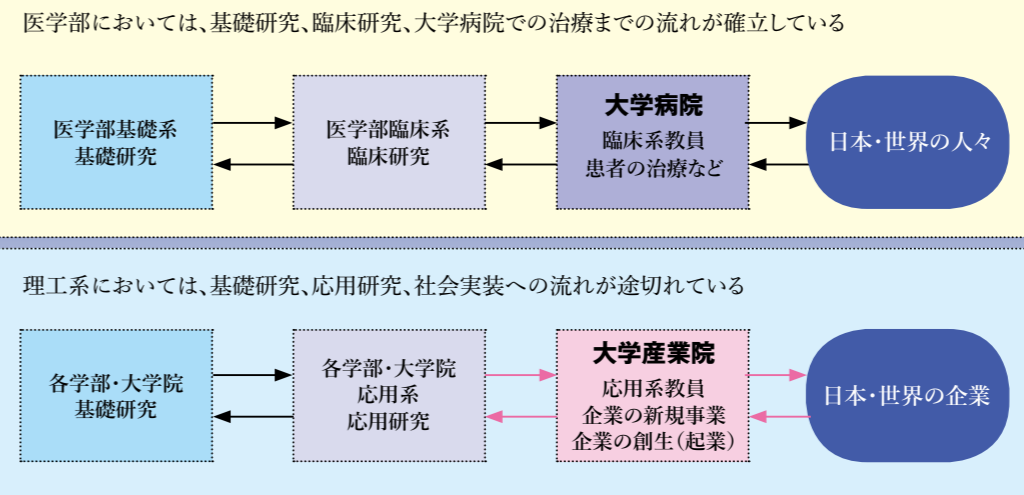 医学部においては、基礎研究、臨床研究、大学病院での治療までの流れが確立している
医学部基礎系
基礎研究
医学部臨床系
臨床研究
大学病院
臨床系教員
患者の治療など
日本・世界の人々
理工系においては、基礎研究、応用研究、社会実装への流れが途切れている
各学部・大学院
基礎研究
各学部・大学院
応用系
応用研究
大学産業院
応用系教員
企業の新規事業
企業の創生(起業)
日本・世界の企業